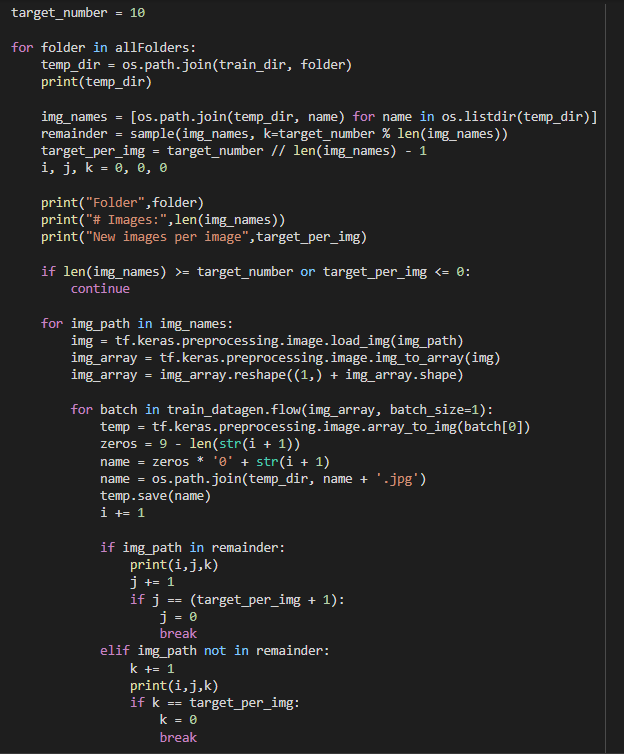 target_number = 10
for folder in allFolders:
    temp_dir = os.path.join(train_dir, folder)
    print(temp_dir)
    img_names = [os.path.join(temp_dir, name) for name in os.listdir(temp_dir)]
    remainder = sample(img_names, k=target_number % len(img_names))
    target_per_img = target_number // len(img_names) - 1
    i, j, k = 0, 0, 0
    print("Folder",folder)
    print("# Images:",len(img_names))
    print("New images per image",target_per_img)
    if len(img_names) >= target_number or target_per_img <= 0:
        continue
    for img_path in img_names:
        img = tf.keras.preprocessing.image.load_img(img_path)
        img_array = tf.keras.preprocessing.image.img_to_array(img)
        img_array = img_array.reshape((1,) + img_array.shape)
        for batch in train_datagen.flow(img_array, batch_size=1):
            temp = tf.keras.preprocessing.image.array_to_img(batch[0])
            zeros = 9 - len(str(i + 1))
            name = zeros * '0' + str(i + 1)
            name = os.path.join(temp_dir, name + '.jpg')
            temp.save(name)
            i += 1
            if img_path in remainder:
                print(i,j,k)
                j += 1
                if j == (target_per_img + 1):
                    j = 0
                    break
            elif img_path not in remainder:
                k += 1
                print(i,j,k)
                if k == target_per_img:
                    k = 0
                    break